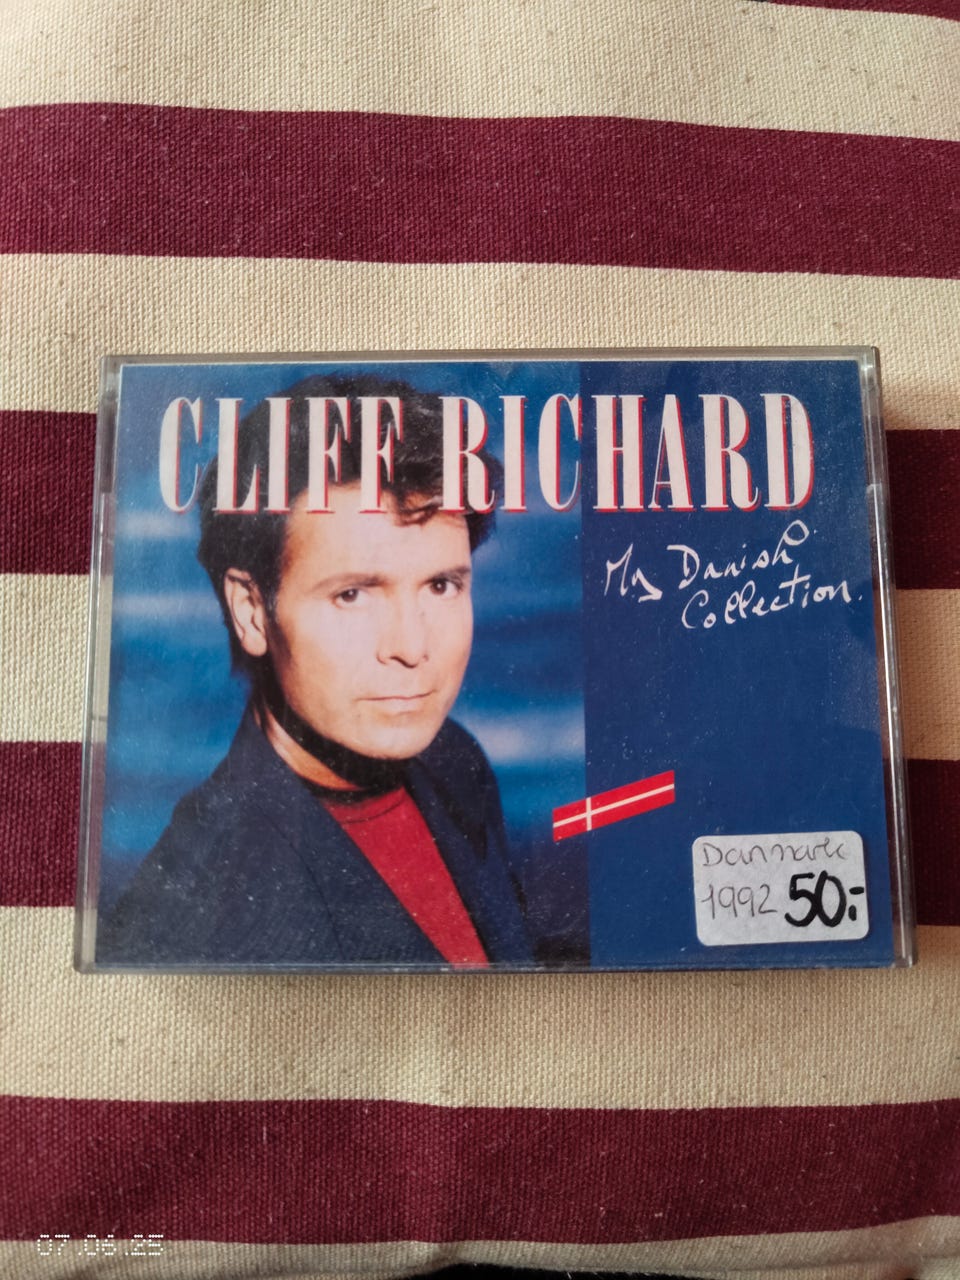 CLIFF RICHARD
My Danish
Collection.
Danmark
1992 50:-
07.06.25